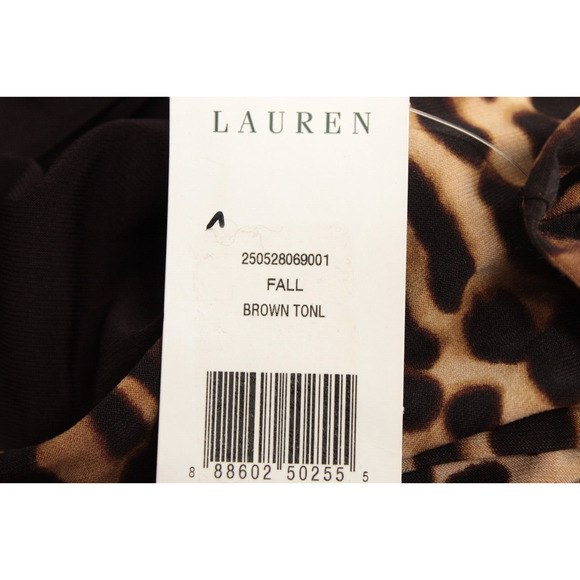 LAUREN
250528069001
FALL
BROWN TONL
8 88602 50255 5